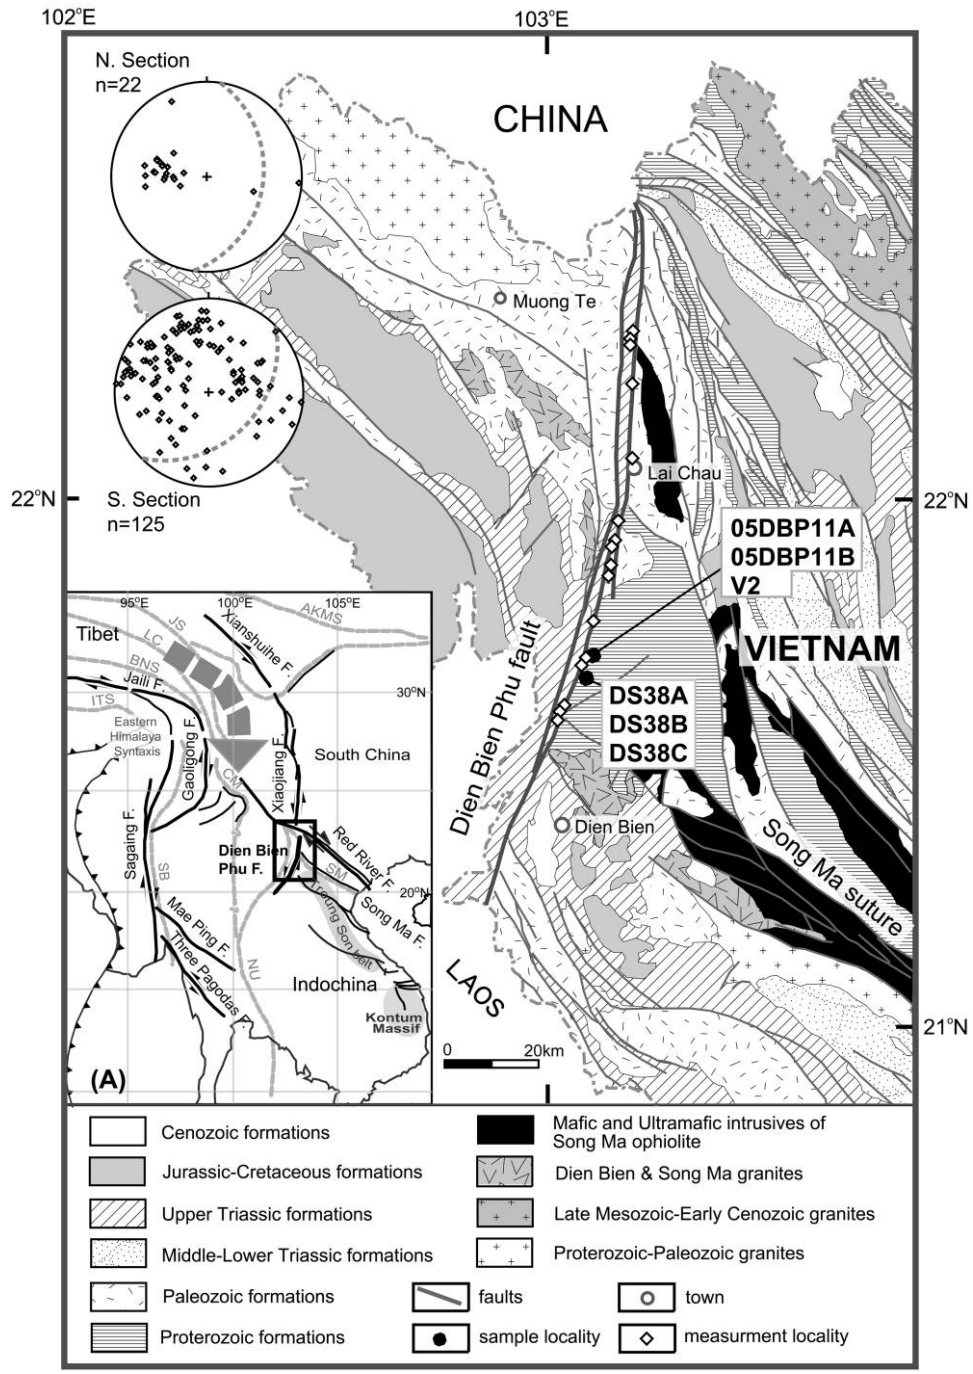 102°E
103°E
N. Section
n=22
CHINA
Muong Te
Lai Chau
22°N
22°N
S. Section
n=125
05DBP11A
05DBP11B
V2
VIETNAM
Dien Bien Phu fault
DS38A
DS38B
DS38C
Dien Bien
Song Ma suture
LAOS
21°N
0
20km
95°E
100°E
105°E
Tibet
JS
LC
BNS
ITS
AKMS
Xianshuihe F.
Jaili F.
30°N
Eastern
Himalaya
Syntaxis
Gaoligong F.
Xiaojiang F.
South China
CM
Sagaing F.
SB
Dien Bien
Phu F.
Red River F.
SM
20°N
Song Ma F.
Truong Son belt
Mae Ping F.
Three Pagodas F.
NU
Indochina
Kontum
Massif
(A)
Cenozoic formations
Jurassic-Cretaceous formations
Upper Triassic formations
Middle-Lower Triassic formations
Paleozoic formations
Proterozoic formations
Mafic and Ultramafic intrusives of
Song Ma ophiolite
Dien Bien & Song Ma granites
Late Mesozoic-Early Cenozoic granites
Proterozoic-Paleozoic granites
faults
town
sample locality
measurment locality